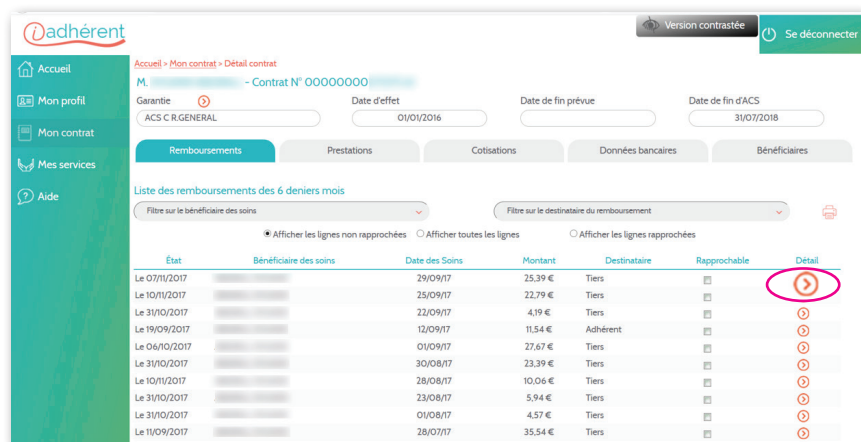 iadhérent
Version contrastée
Se déconnecter
Accueil
Mon profil
Mon contrat
Mes services
Aide
Accueil > Mon contrat > Détail contrat
M. - Contrat N° 00000000
Garantie Date d'effet Date de fin prévue Date de fin d'ACS
ACS C R.GENERAL 01/01/2016 31/07/2018
Remboursements Prestations Cotisations Données bancaires Bénéficiaires
Liste des remboursements des 6 deniers mois
Filtre sur le bénéficiaire des soins Filtre sur le destinataire du remboursement
Afficher les lignes non rapprochées Afficher toutes les lignes Afficher les lignes rapprochées
État Bénéficiaire des soins Date des Soins Montant Destinataire Rapprochable Détail
Le 07/11/2017 29/09/17 25,39 € Tiers
Le 10/11/2017 25/09/17 22,79 € Tiers
Le 31/10/2017 22/09/17 4,19 € Tiers
Le 19/09/2017 12/09/17 11,54 € Adhérent
Le 06/10/2017 01/09/17 27,67 € Tiers
Le 31/10/2017 30/08/17 23,39 € Tiers
Le 10/11/2017 28/08/17 10,06 € Tiers
Le 31/10/2017 23/08/17 5,94 € Tiers
Le 31/10/2017 01/08/17 4,57 € Tiers
Le 11/09/2017 28/07/17 35,54 € Tiers